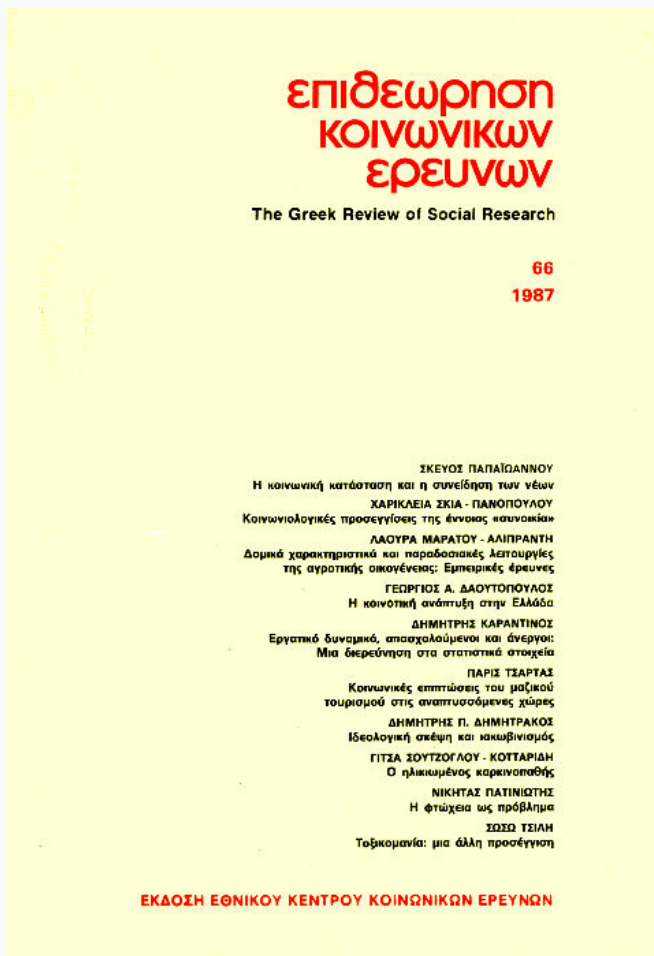 επιθεωρηση
κοινωνικων
ερευνων
The Greek Review of Social Research
66
1987
ΣΚΕΥΟΣ ΠΑΠΑΪΩΑΝΝΟΥ
Η κοινωνική κατάσταση και η συνείδηση των νέων
ΧΑΡΙΚΛΕΙΑ ΣΚΙΑ - ΠΑΝΟΠΟΥΛΟΥ
Κοινωνιολογικές προσεγγίσεις της έννοιας «συνοικία»
ΛΑΟΥΡΑ ΜΑΡΑΤΟΥ - ΑΛΙΠΡΑΝΤΗ
Δομικά χαρακτηριστικά και παραδοσιακές λειτουργίες
της αγροτικής οικογένειας: Εμπειρικές έρευνες
ΓΕΩΡΓΙΟΣ Α. ΔΑΟΥΤΟΠΟΥΛΟΣ
Η κοινοτική ανάπτυξη στην Ελλάδα
ΔΗΜΗΤΡΗΣ ΚΑΡΑΝΤΙΝΟΣ
Εργατικό δυναμικό, απασχολούμενοι και άνεργοι:
Μια διερεύνηση στα στατιστικά στοιχεία
ΠΑΡΙΣ ΤΣΑΡΤΑΣ
Κοινωνικές επιπτώσεις του μαζικού
τουρισμού στις αναπτυσσόμενες χώρες
ΔΗΜΗΤΡΗΣ Π. ΔΗΜΗΤΡΑΚΟΣ
Ιδεολογική σκέψη και ιακωβινισμός
ΓΙΤΣΑ ΣΟΥΤΖΟΓΛΟΥ - ΚΟΤΤΑΡΙΔΗ
Ο ηλικιωμένος καρκινοπαθής
ΝΙΚΗΤΑΣ ΠΑΤΙΝΙΩΤΗΣ
Η φτώχεια ως πρόβλημα
ΣΩΣΩ ΤΣΙΛΗ
Τοξικομανία: μια άλλη προσέγγιση
ΕΚΔΟΣΗ ΕΘΝΙΚΟΥ ΚΕΝΤΡΟΥ ΚΟΙΝΩΝΙΚΩΝ ΕΡΕΥΝΩΝ